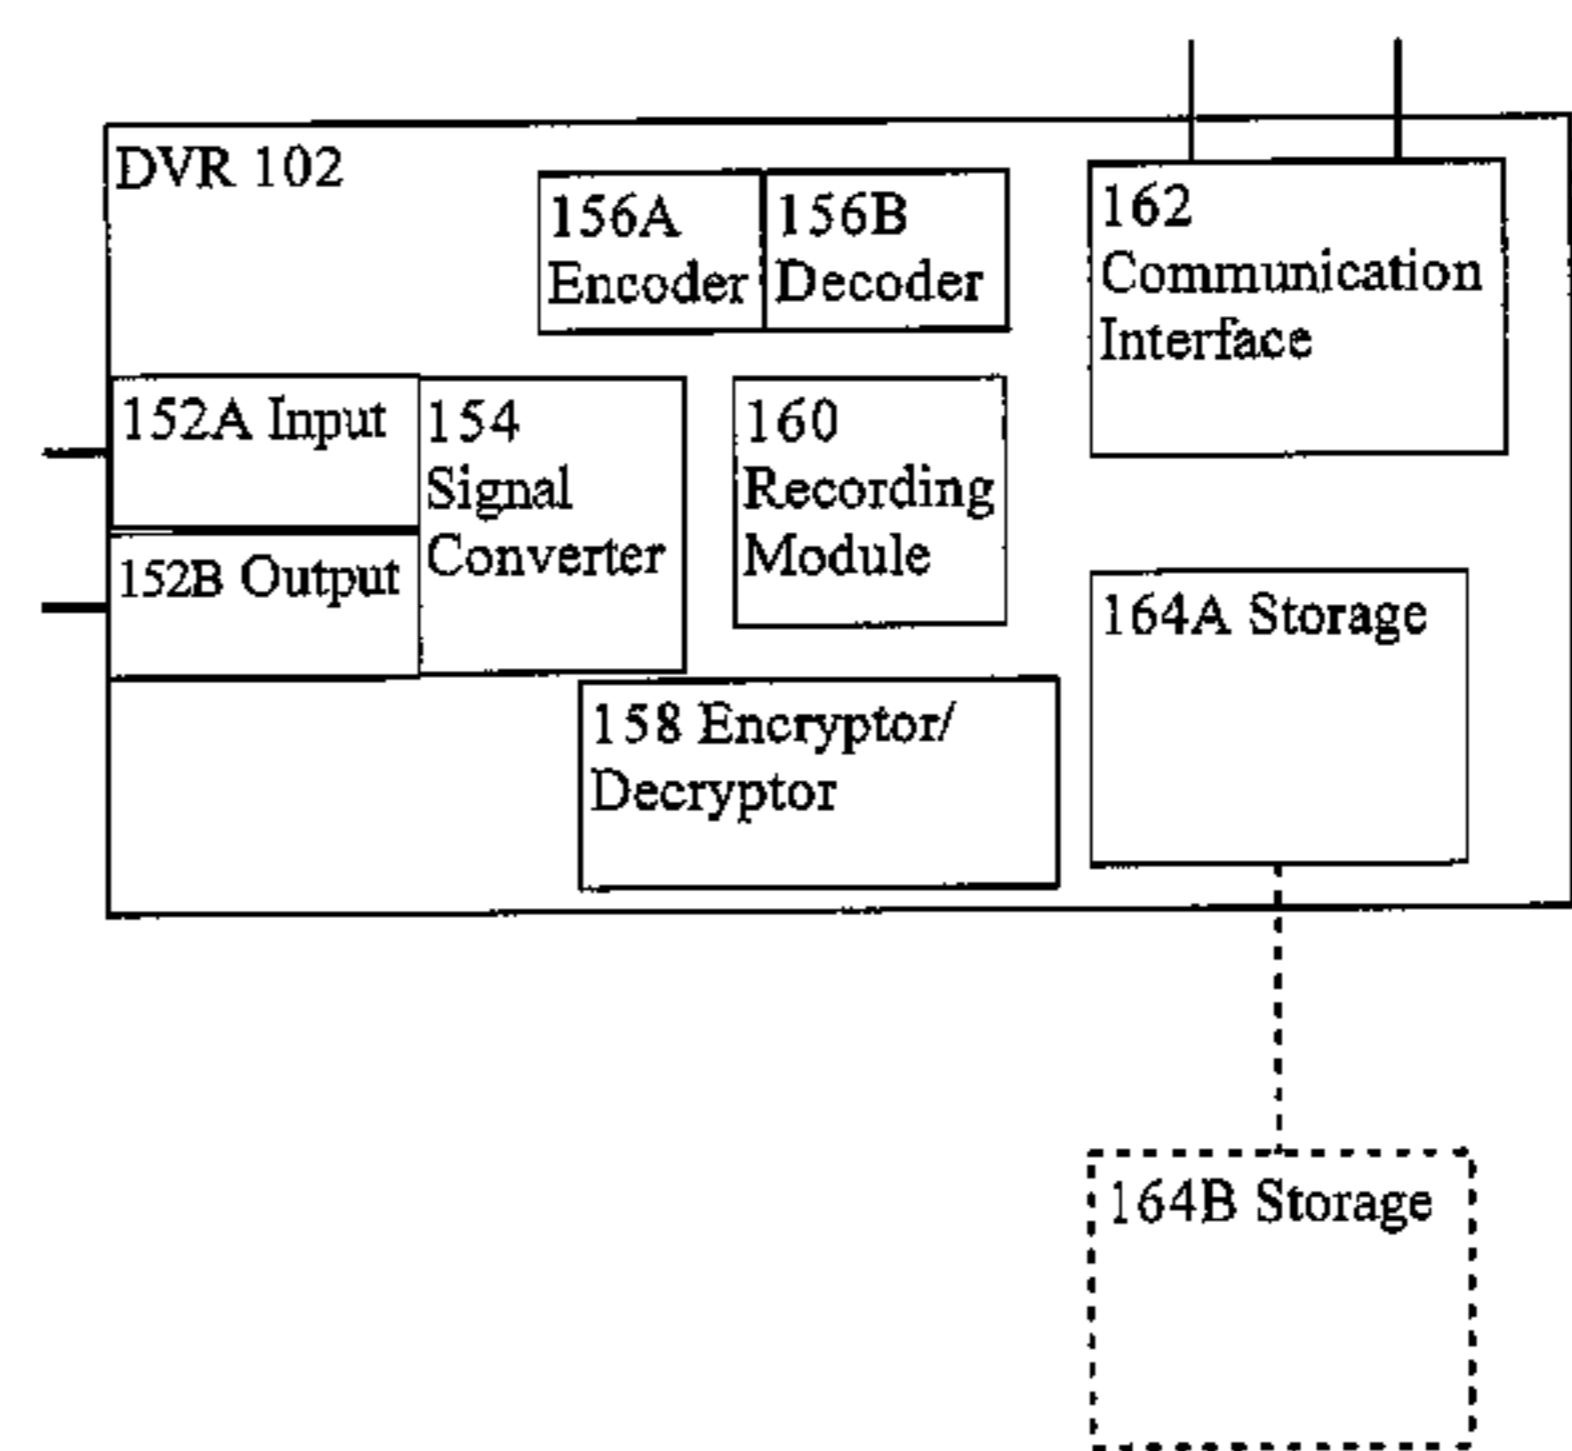 DVR 102
156A
Encoder
156B
Decoder
162
Communication
Interface
152A Input
154
Signal
Converter
160
Recording
Module
152B Output
164A Storage
158 Encryptor/
Decryptor
164B Storage